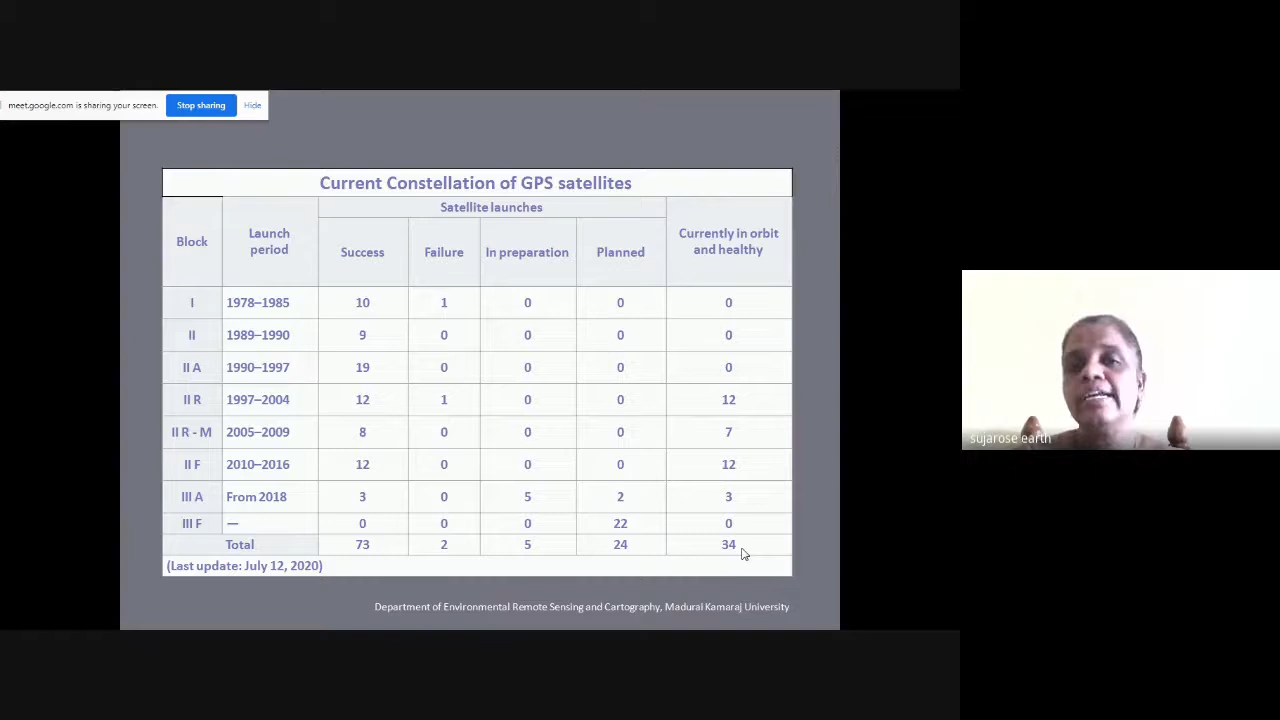 meet.google.com is sharing your screen. Stop sharing Hide
Current Constellation of GPS satellites
Block Launch period Satellite launches Currently in orbit and healthy
Success Failure In preparation Planned
I 1978–1985 10 1 0 0 0
II 1989–1990 9 0 0 0 0
II A 1990–1997 19 0 0 0 0
II R 1997–2004 12 1 0 0 12
II R - M 2005–2009 8 0 0 0 7
II F 2010–2016 12 0 0 0 12
III A From 2018 3 0 5 2 3
III F — 0 0 0 22 0
Total 73 2 5 24 34
(Last update: July 12, 2020)
Department of Environmental Remote Sensing and Cartography, Madurai Kamaraj University
sujarose earth